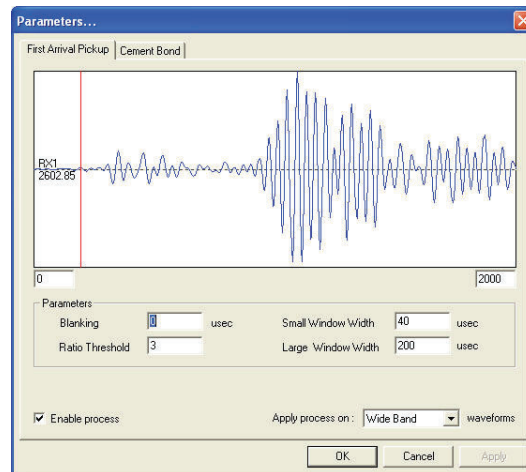 Parameters...
First Arrival Pickup Cement Bond
RX1
2602.85
0 2000
Parameters
Blanking 0 usec Small Window Width 40 usec
Ratio Threshold 3 Large Window Width 200 usec
Enable process Apply process on : Wide Band waveforms
OK Cancel Apply